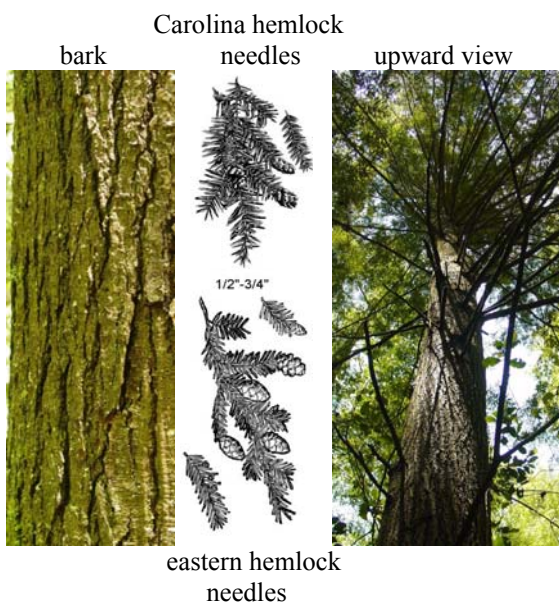 Carolina hemlock
bark needles upward view
1/2"-3/4"
eastern hemlock
needles